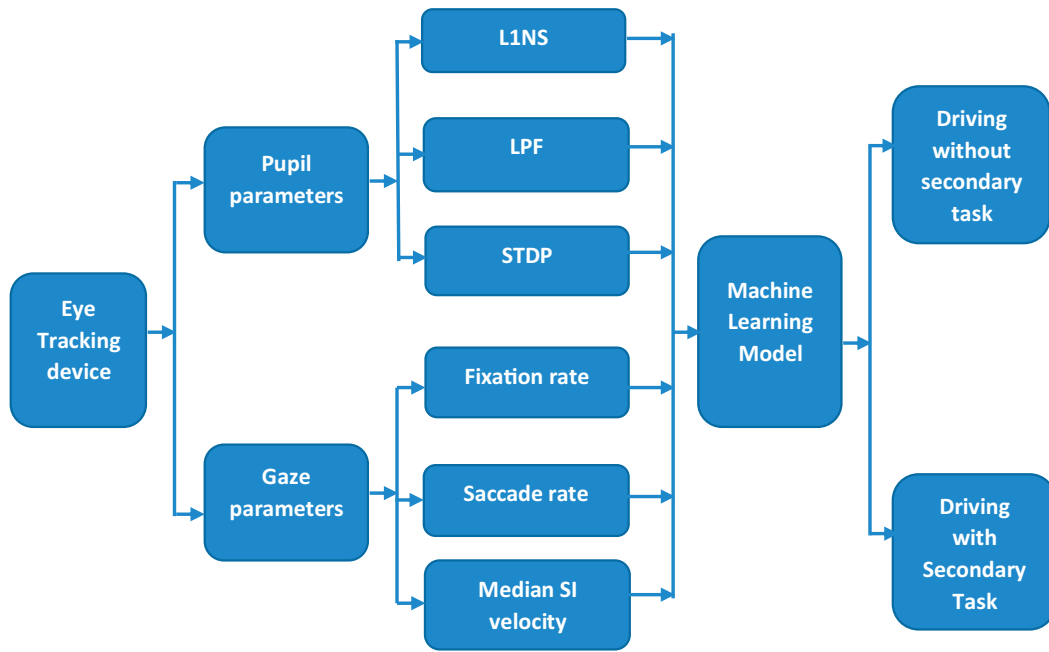 Eye
Tracking
device
Pupil
parameters
Gaze
parameters
L1NS
LPF
STDP
Fixation rate
Saccade rate
Median SI
velocity
Machine
Learning
Model
Driving
without
secondary
task
Driving
with
Secondary
Task